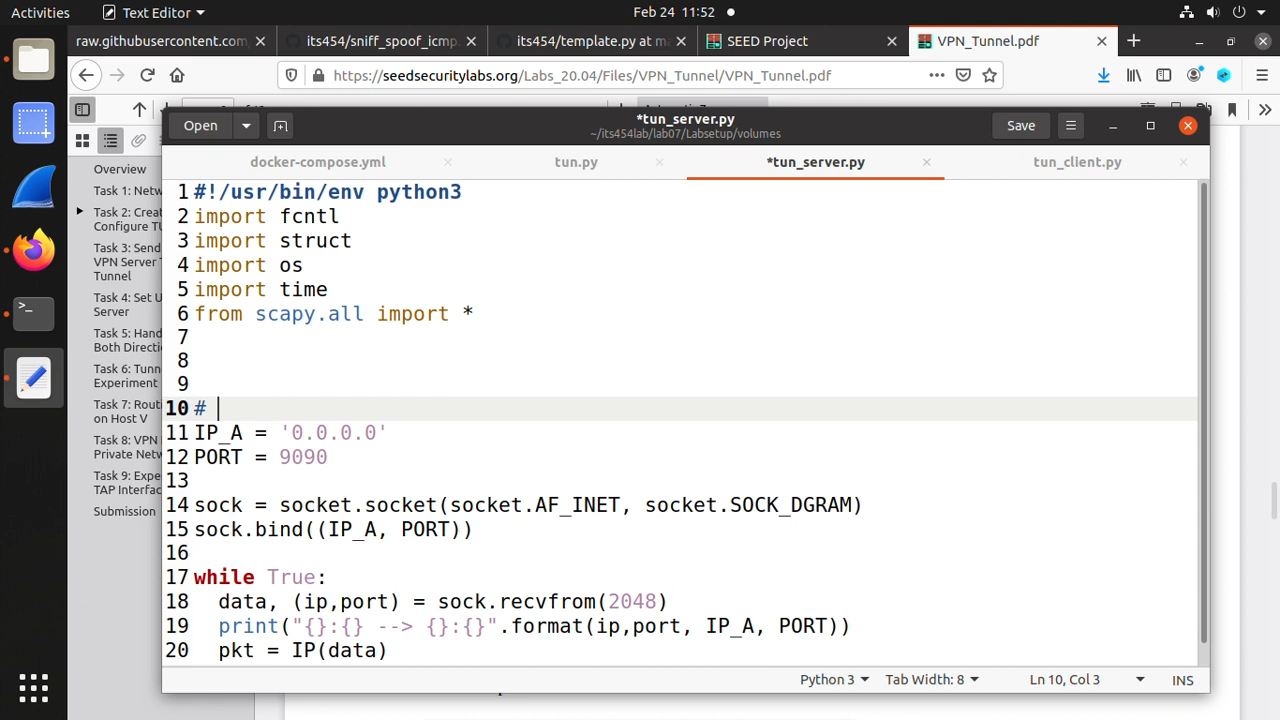 Activities
Text Editor
Feb 24 11:52
raw.githubusercontent.com
its454/sniff_spoof_icmp.
its454/template.py at ma
SEED Project
VPN_Tunnel.pdf
https://seedsecuritylabs.org/Labs_20.04/Files/VPN_Tunnel/VPN_Tunnel.pdf
Open
*tun_server.py
~/its454lab/lab07/Labsetup/volumes
Save
docker-compose.yml
tun.py
*tun_server.py
tun_client.py
Overview
Task 1: Netw
Task 2: Creat
Configure TU
Task 3: Send
VPN Server T
Tunnel
Task 4: Set U
Server
Task 5: Hand
Both Directio
Task 6: Tunne
Experiment
Task 7: Routi
on Host V
Task 8: VPN
Private Netw
Task 9: Expe
TAP Interfac
Submission
1 #!/usr/bin/env python3
2 import fcntl
3 import struct
4 import os
5 import time
6 from scapy.all import *
7
8
9
10 #
11 IP_A = '0.0.0.0'
12 PORT = 9090
13
14 sock = socket.socket(socket.AF_INET, socket.SOCK_DGRAM)
15 sock.bind((IP_A, PORT))
16
17 while True:
18   data, (ip,port) = sock.recvfrom(2048)
19   print("{}:{} --> {}:{}".format(ip,port, IP_A, PORT))
20   pkt = IP(data)
Python 3
Tab Width: 8
Ln 10, Col 3
INS